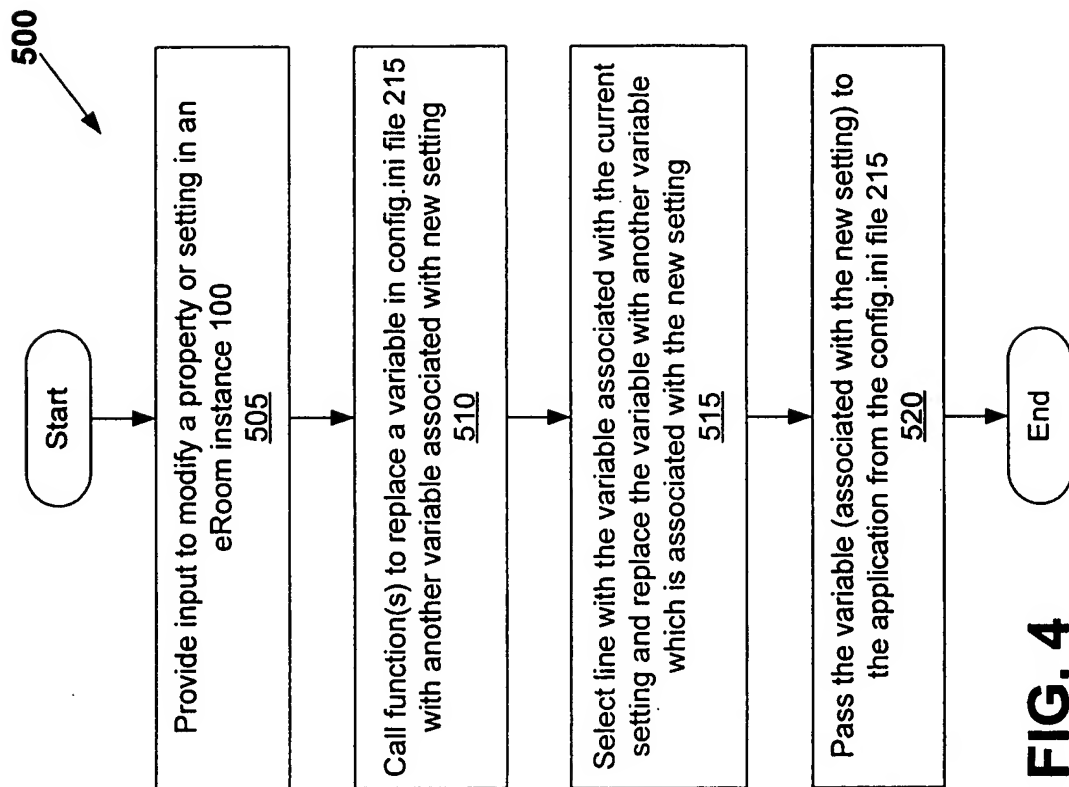 500
Start
Provide input to modify a property or setting in an
eRoom instance 100
505
Call function(s) to replace a variable in config.ini file 215
with another variable associated with new setting
510
Select line with the variable associated with the current
setting and replace the variable with another variable
which is associated with the new setting
515
Pass the variable (associated with the new setting) to
the application from the config.ini file 215
520
End
FIG. 4